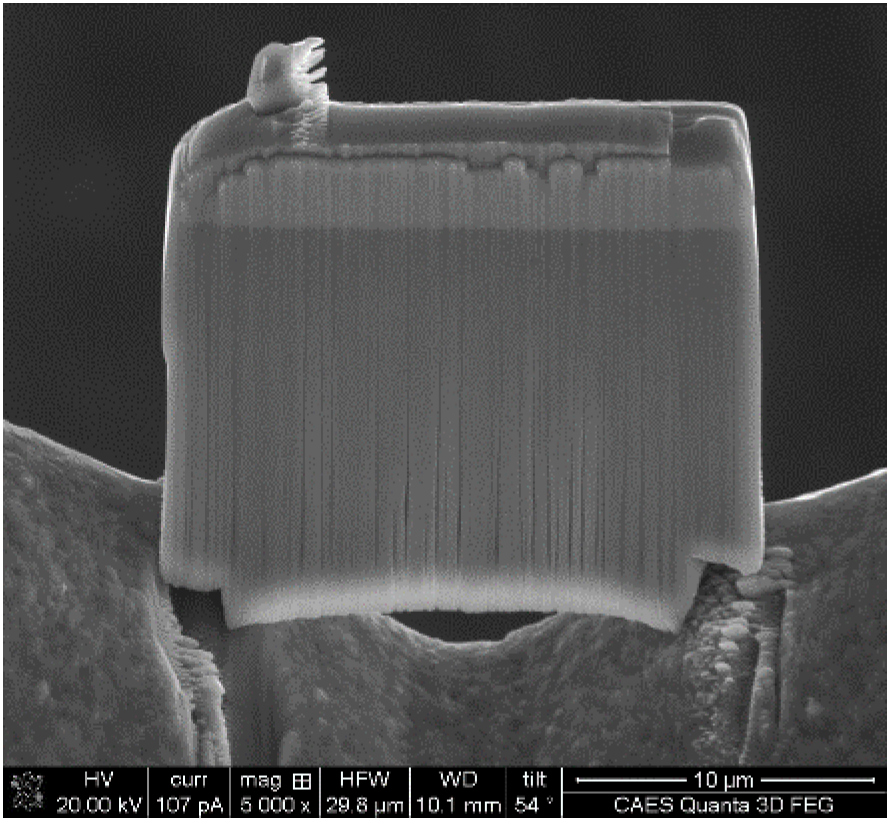 HV curr mag HFW WD tilt 10 µm
20.00 kV 107 pA 5 000 x 29.8 µm 10.1 mm 54 ° CAES Quanta 3D FEG